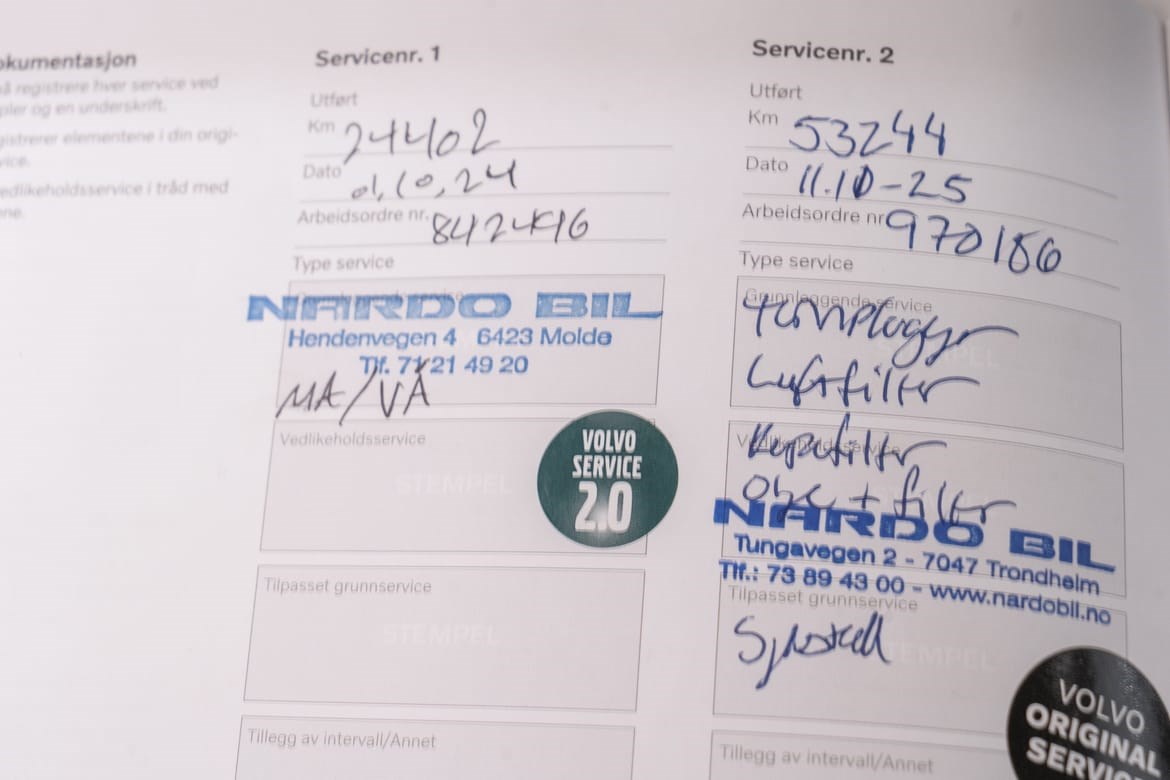 okumentasjon
å registrere hver service ved
pler og en underskrift.
gistrerer elementene i din origi-
vice.
edlikeholdsservice i tråd med
ne.
Servicenr. 1
Utført
Km 24402
Dato 01,10,24
Arbeidsordre nr. 842496
Type service
NARDO BIL
Hendenvegen 4 6423 Molde
Tlf. 71 21 49 20
MA/VA
Vedlikeholdsservice
STEMPEL
VOLVO
SERVICE
2.0
Tilpasset grunnservice
STEMPEL
Tillegg av intervall/Annet
Servicenr. 2
Utført
Km 53244
Dato 11.10-25
Arbeidsordre nr 970186
Type service
Grunnleggende service
Tennplugger
Luftfilter
Vedlikeholdsservice
Kupefilter
Olje + filter
NARDO BIL
Tungavegen 2 - 7047 Trondheim
Tlf.: 73 89 43 00 - www.nardobil.no
Tilpasset grunnservice
STEMPEL
VOLVO
ORIGINAL
SERVIC
Tillegg av intervall/Annet